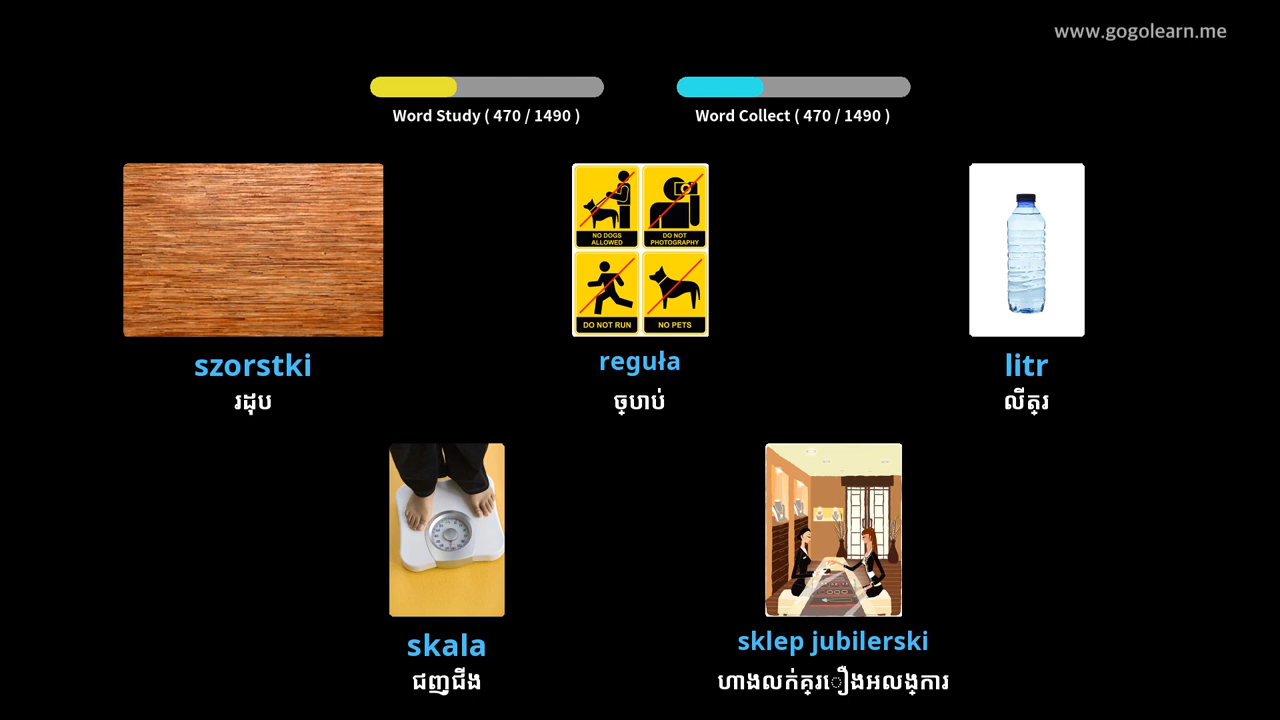 www.gogolearn.me
Word Study ( 470 / 1490 )
Word Collect ( 470 / 1490 )
NO DOGS
ALLOWED
DO NOT
PHOTOGRAPHY
DO NOT RUN
NO PETS
szorstki
reguła
litr
រដុប
ច្បាប់
លីត្រ
skala
sklep jubilerski
ជញ្ជីង
ហាងលក់គ្រឿងអលង្ការ